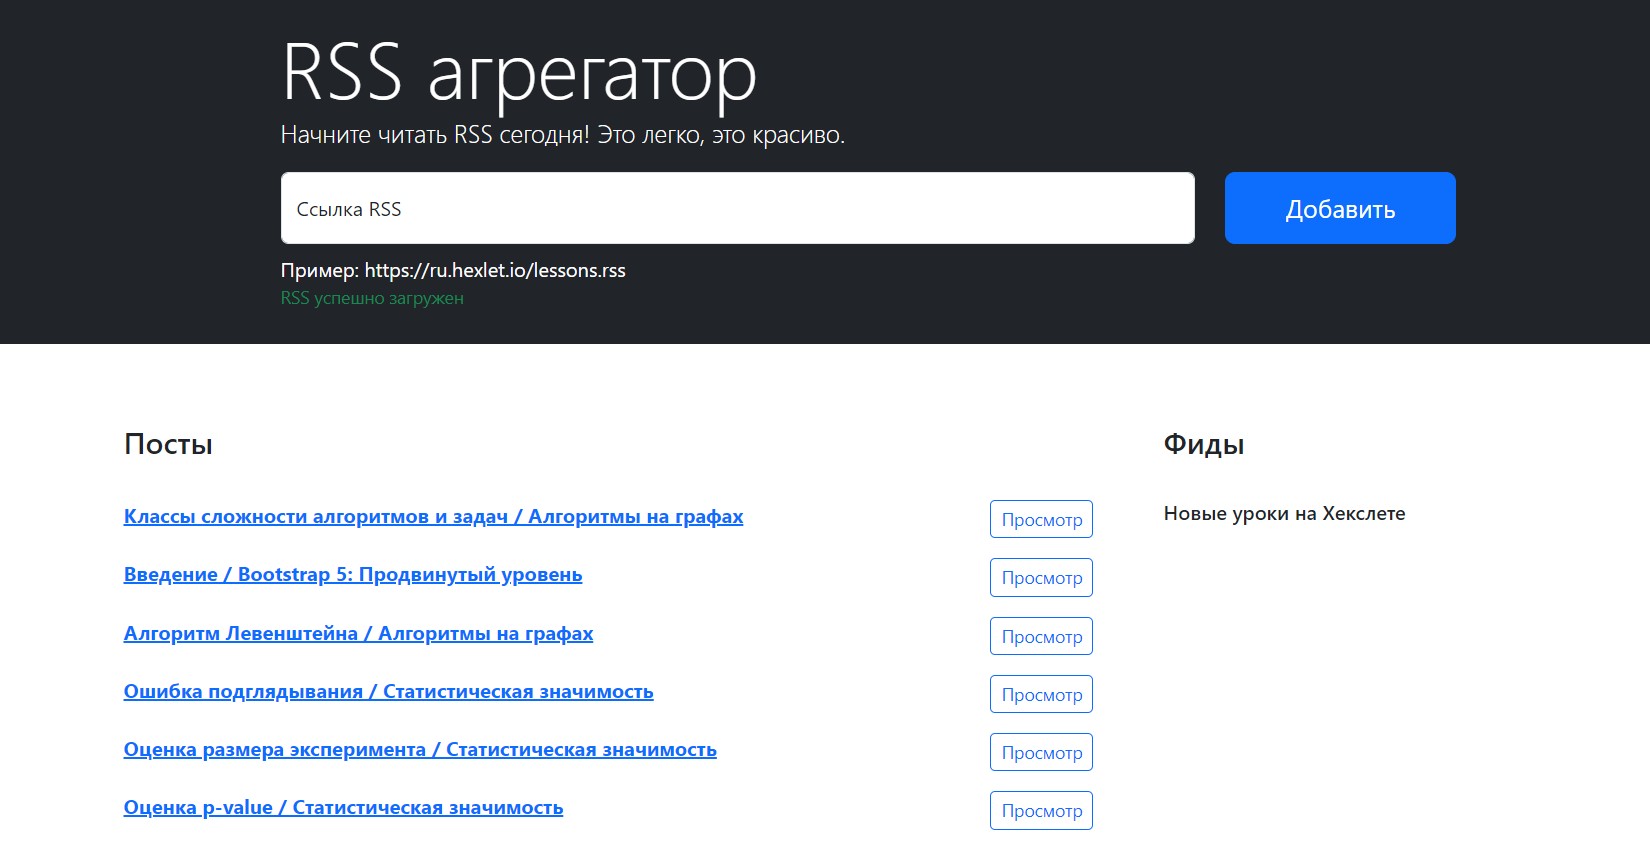 RSS агрегатор
Начните читать RSS сегодня! Это легко, это красиво.
Ссылка RSS
Добавить
Пример: https://ru.hexlet.io/lessons.rss
RSS успешно загружен
Посты
Классы сложности алгоритмов и задач / Алгоритмы на графах
Просмотр
Введение / Bootstrap 5: Продвинутый уровень
Просмотр
Алгоритм Левенштейна / Алгоритмы на графах
Просмотр
Ошибка подглядывания / Статистическая значимость
Просмотр
Оценка размера эксперимента / Статистическая значимость
Просмотр
Оценка p-value / Статистическая значимость
Просмотр
Фиды
Новые уроки на Хекслете